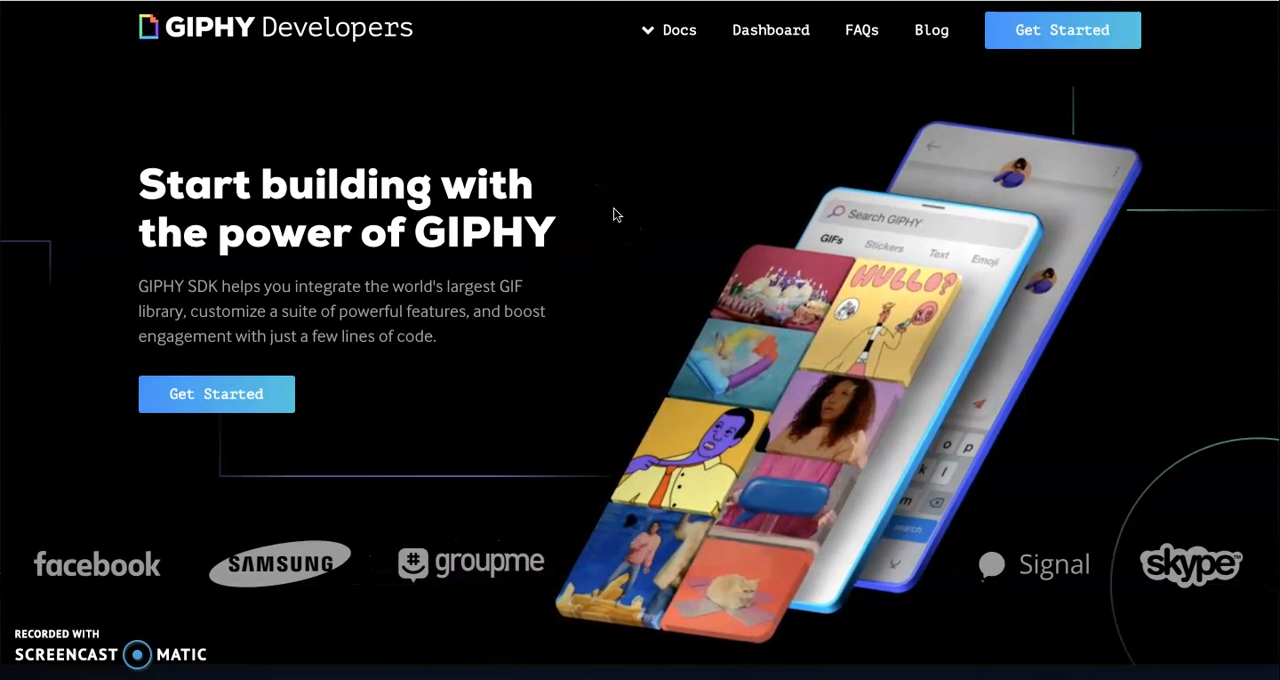 GIPHY Developers
Docs
Dashboard
FAQs
Blog
Get Started
Start building with
the power of GIPHY
GIPHY SDK helps you integrate the world's largest GIF
library, customize a suite of powerful features, and boost
engagement with just a few lines of code.
Get Started
Search GIPHY
GIFs
Stickers
Text
Emoji
HULLO?
o p
k l
m
search
facebook
SAMSUNG
# groupme
Signal
skype™
RECORDED WITH
SCREENCAST MATIC